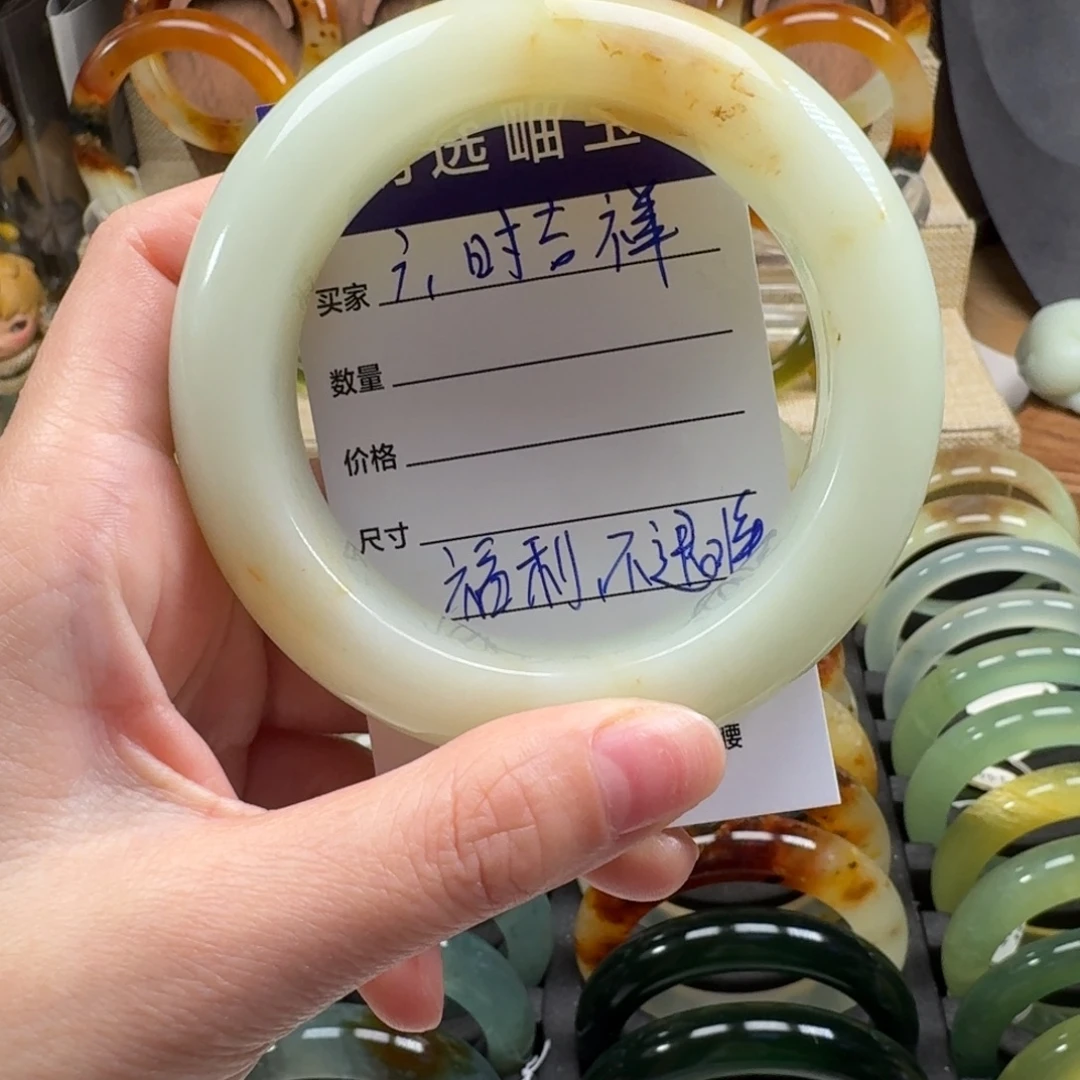 选岫玉
买家 六时吉祥
数量
价格
尺寸
福利,不退换
腰